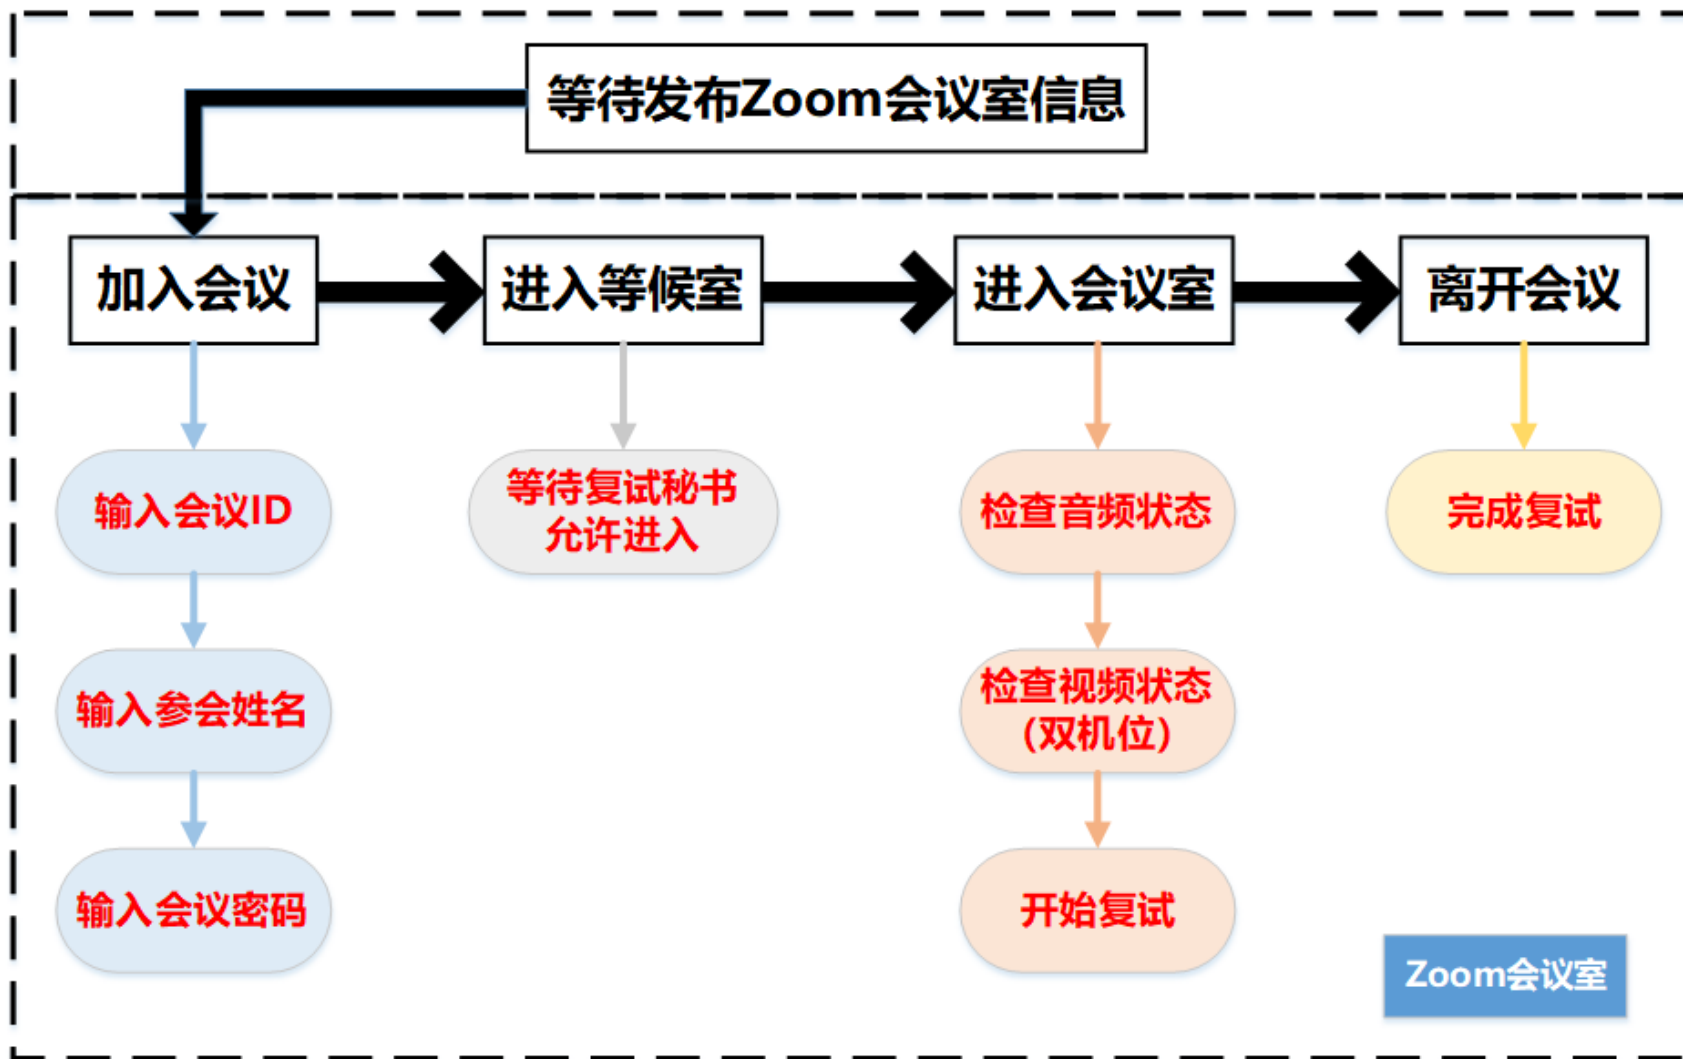 等待发布Zoom会议室信息
加入会议
进入等候室
进入会议室
离开会议
输入会议ID
等待复试秘书
允许进入
检查音频状态
完成复试
输入参会姓名
检查视频状态
（双机位）
输入会议密码
开始复试
Zoom会议室